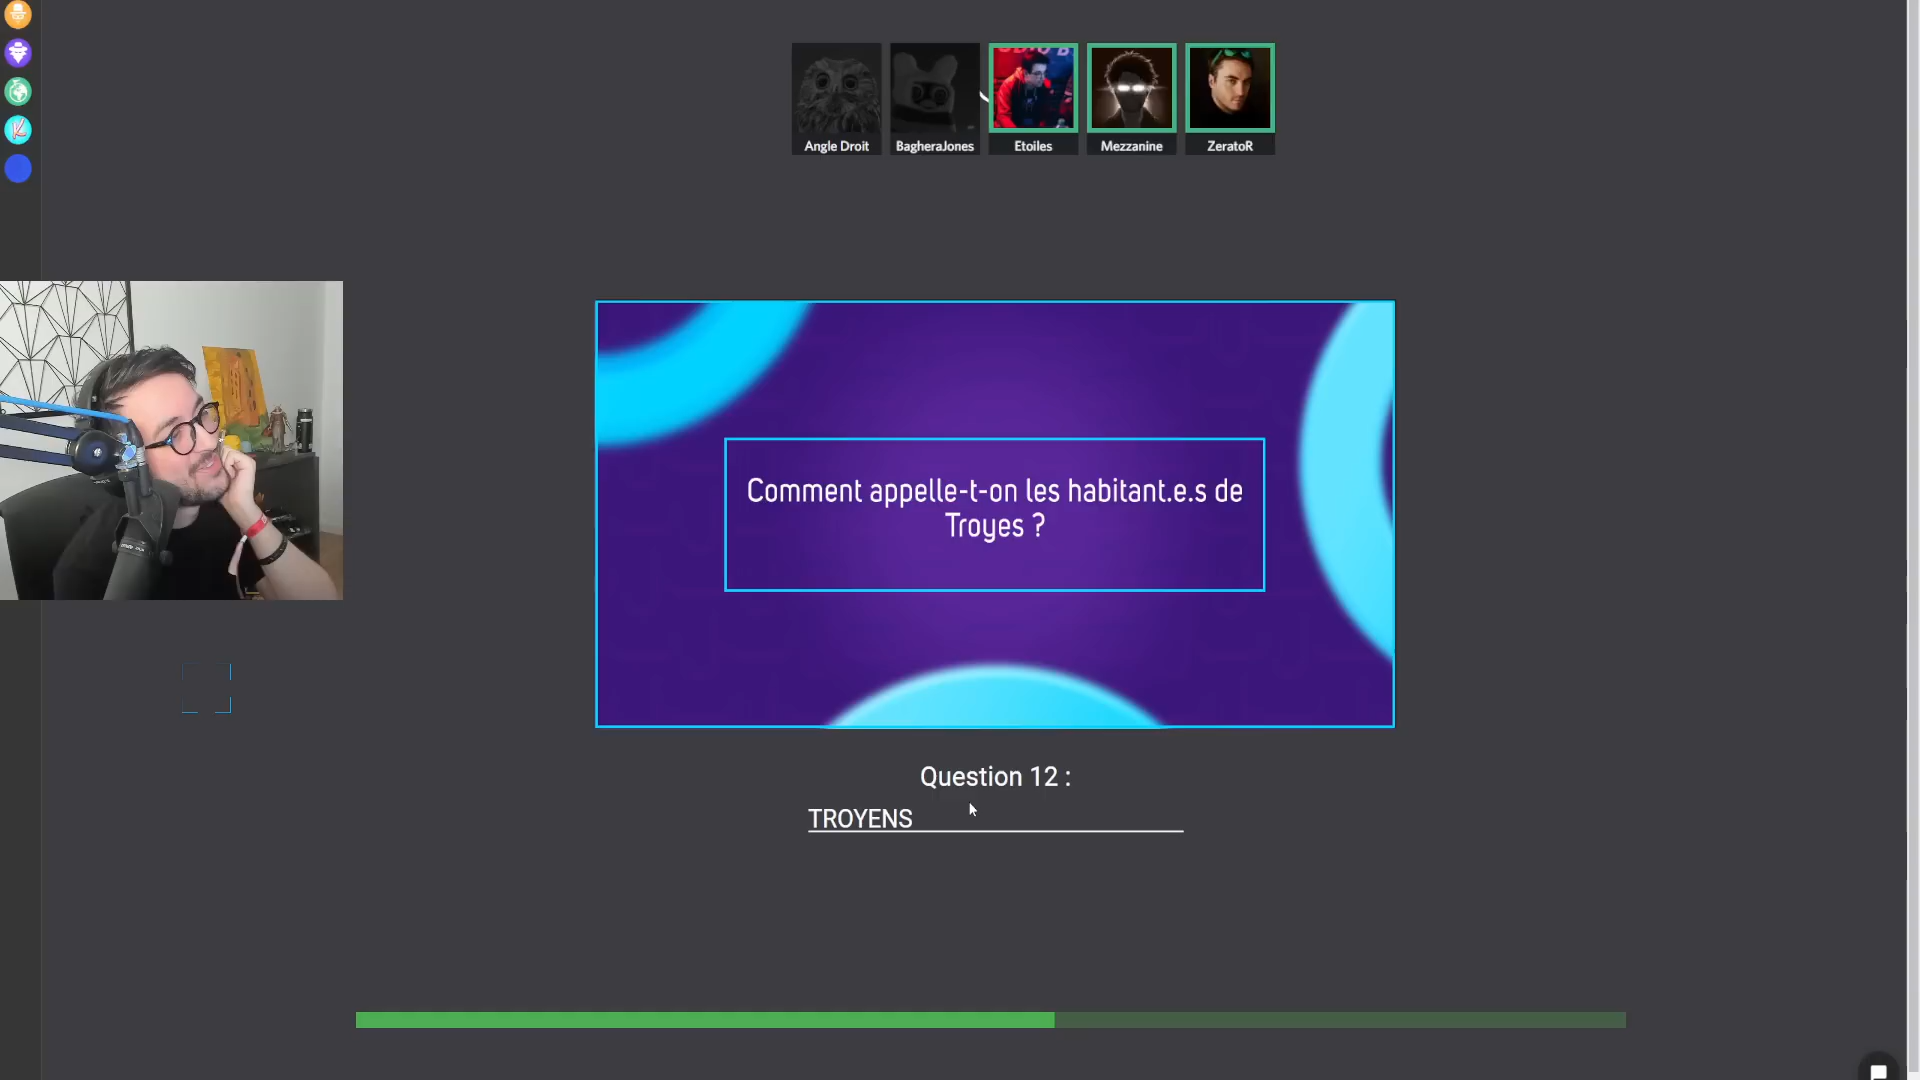 Angle Droit
BagheraJones
Etoiles
Mezzanine
ZeratoR
Comment appelle-t-on les habitant.e.s de
Troyes ?
Question 12 :
TROYENS